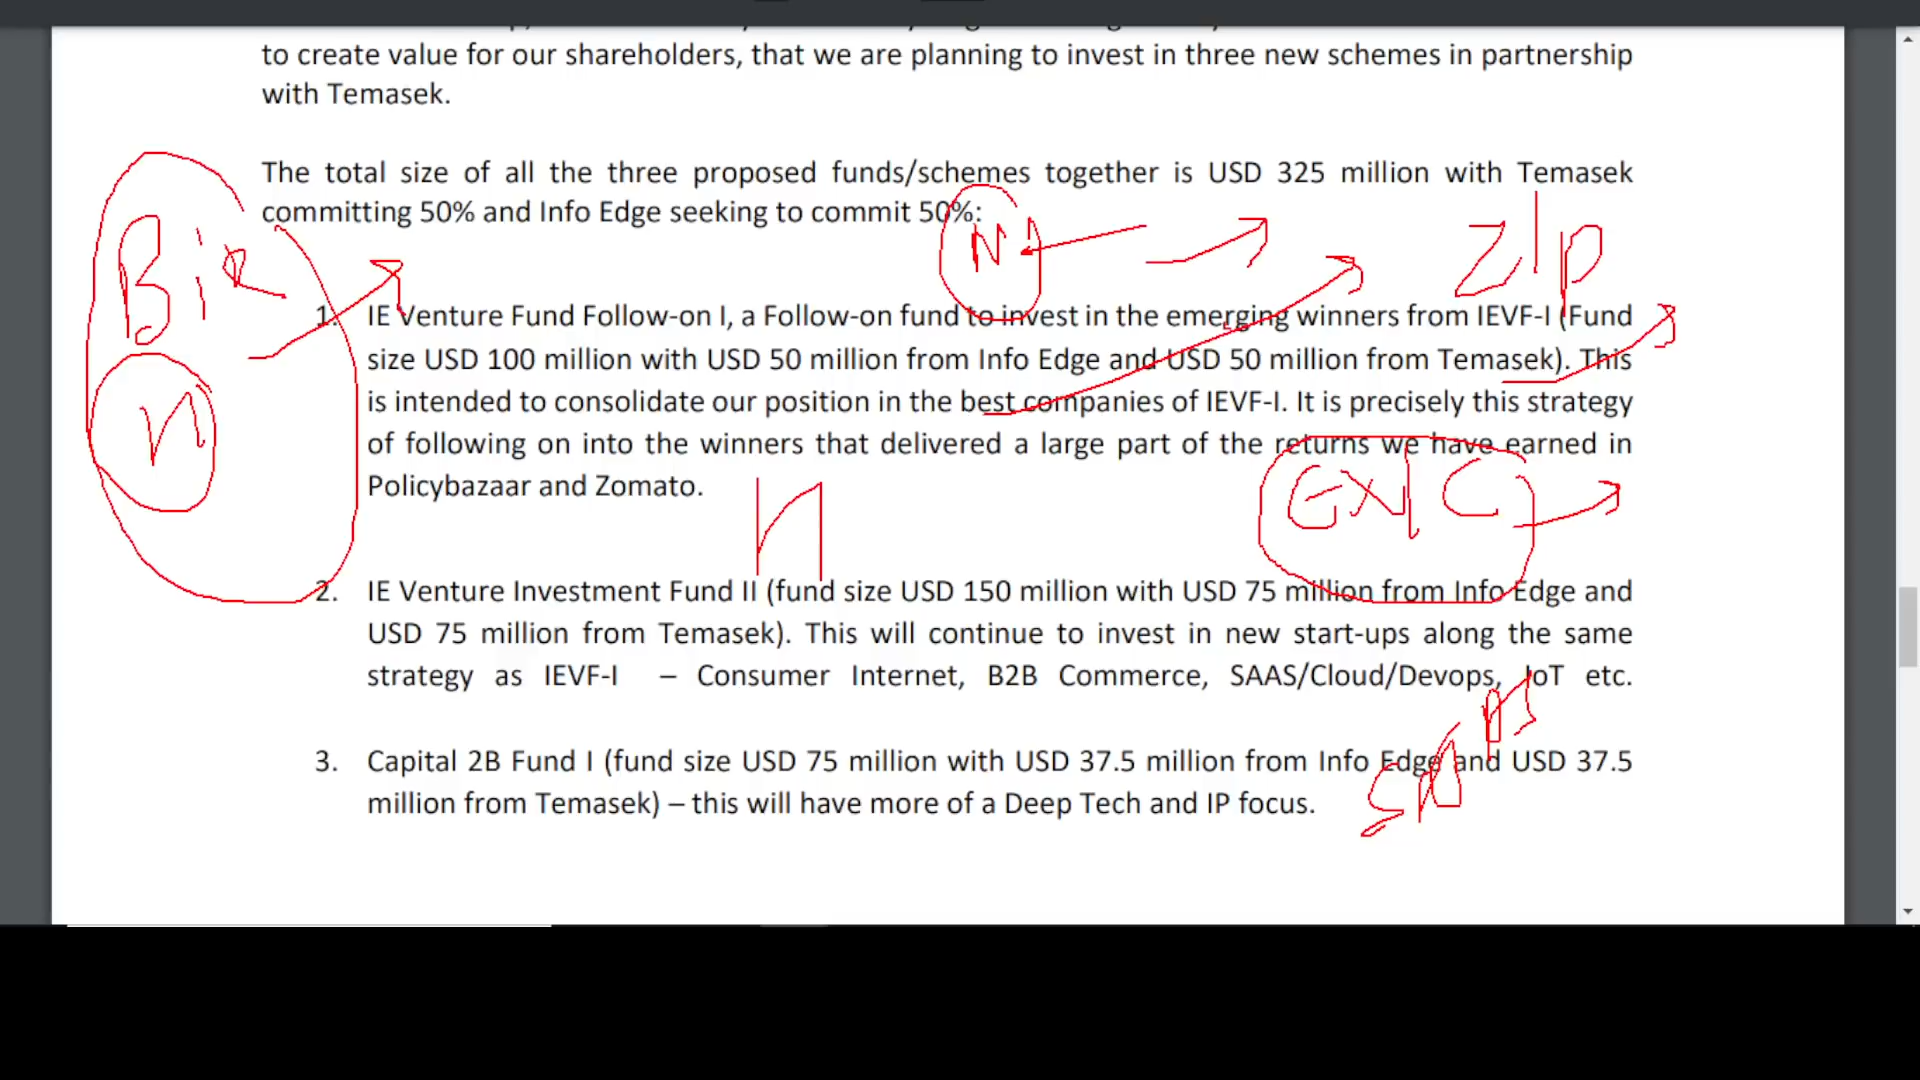 to create value for our shareholders, that we are planning to invest in three new schemes in partnership
with Temasek.
The total size of all the three proposed funds/schemes together is USD 325 million with Temasek
committing 50% and Info Edge seeking to commit 50%:
N
Z/P
1. IE Venture Fund Follow-on I, a Follow-on fund to invest in the emerging winners from IEVF-I (Fund
size USD 100 million with USD 50 million from Info Edge and USD 50 million from Temasek). This
is intended to consolidate our position in the best companies of IEVF-I. It is precisely this strategy
of following on into the winners that delivered a large part of the returns we have earned in
Policybazaar and Zomato.
2. IE Venture Investment Fund II (fund size USD 150 million with USD 75 million from Info Edge and
USD 75 million from Temasek). This will continue to invest in new start-ups along the same
strategy as IEVF-I – Consumer Internet, B2B Commerce, SAAS/Cloud/Devops, IoT etc.
3. Capital 2B Fund I (fund size USD 75 million with USD 37.5 million from Info Edge and USD 37.5
million from Temasek) – this will have more of a Deep Tech and IP focus.